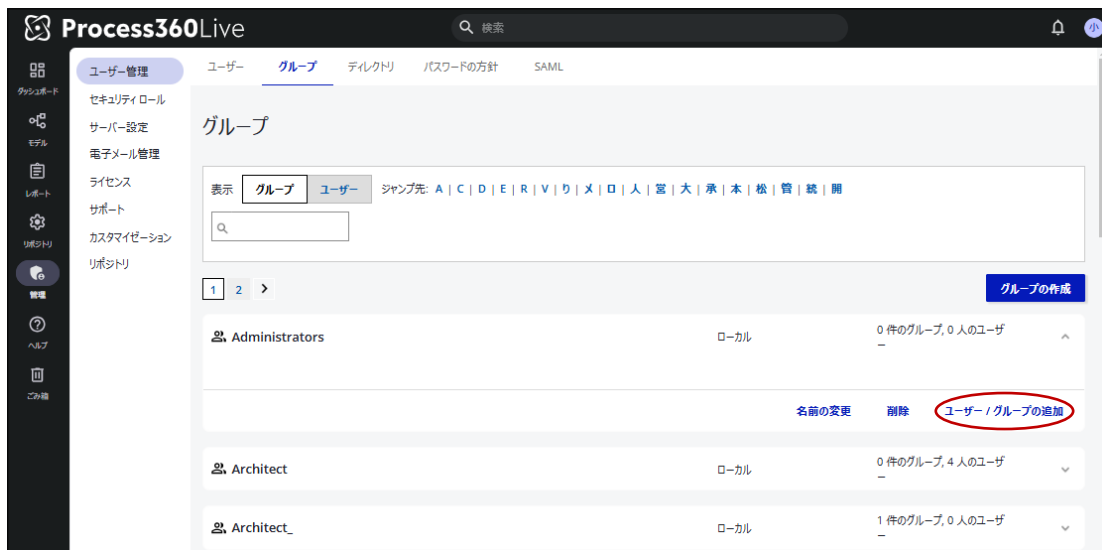 Process360Live
検索
小
ダッシュボード
モデル
レポート
リポジトリ
管理
ヘルプ
ごみ箱
ユーザー管理
セキュリティ ロール
サーバー設定
電子メール管理
ライセンス
サポート
カスタマイゼーション
リポジトリ
ユーザー グループ ディレクトリ パスワードの方針 SAML
グループ
表示 グループ ユーザー ジャンプ先: A | C | D | E | R | V | り | メ | ロ | 人 | 営 | 大 | 承 | 本 | 松 | 管 | 続 | 開
1 2 >
グループの作成
Administrators ローカル 0 件のグループ, 0 人のユーザー
名前の変更 削除 ユーザー / グループの追加
Architect ローカル 0 件のグループ, 4 人のユーザー
Architect_ ローカル 1 件のグループ, 0 人のユーザー